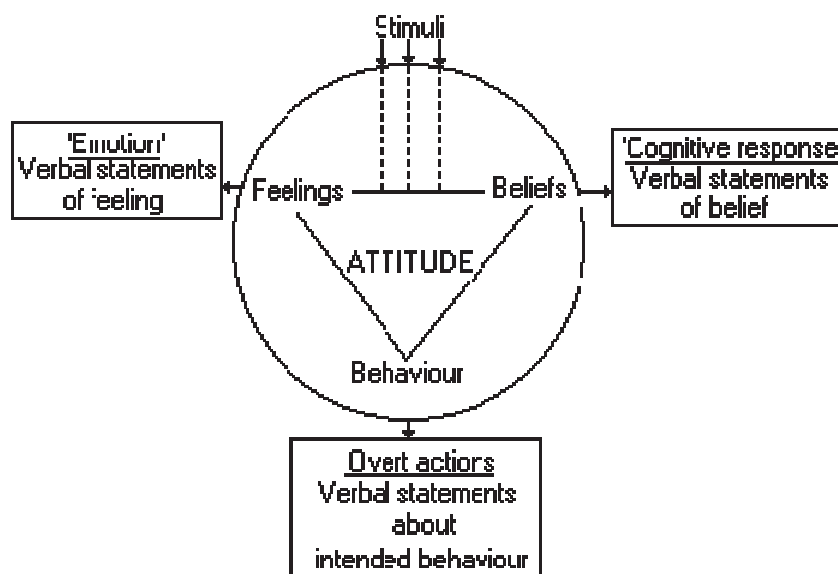 Stimuli
'Emotion'
Verbal statements
of feeling
Feelings
Beliefs
'Cognitive response
Verbal statements
of belief
ATTITUDE
Behaviour
Overt actions
Verbal statements
about
intended behaviour